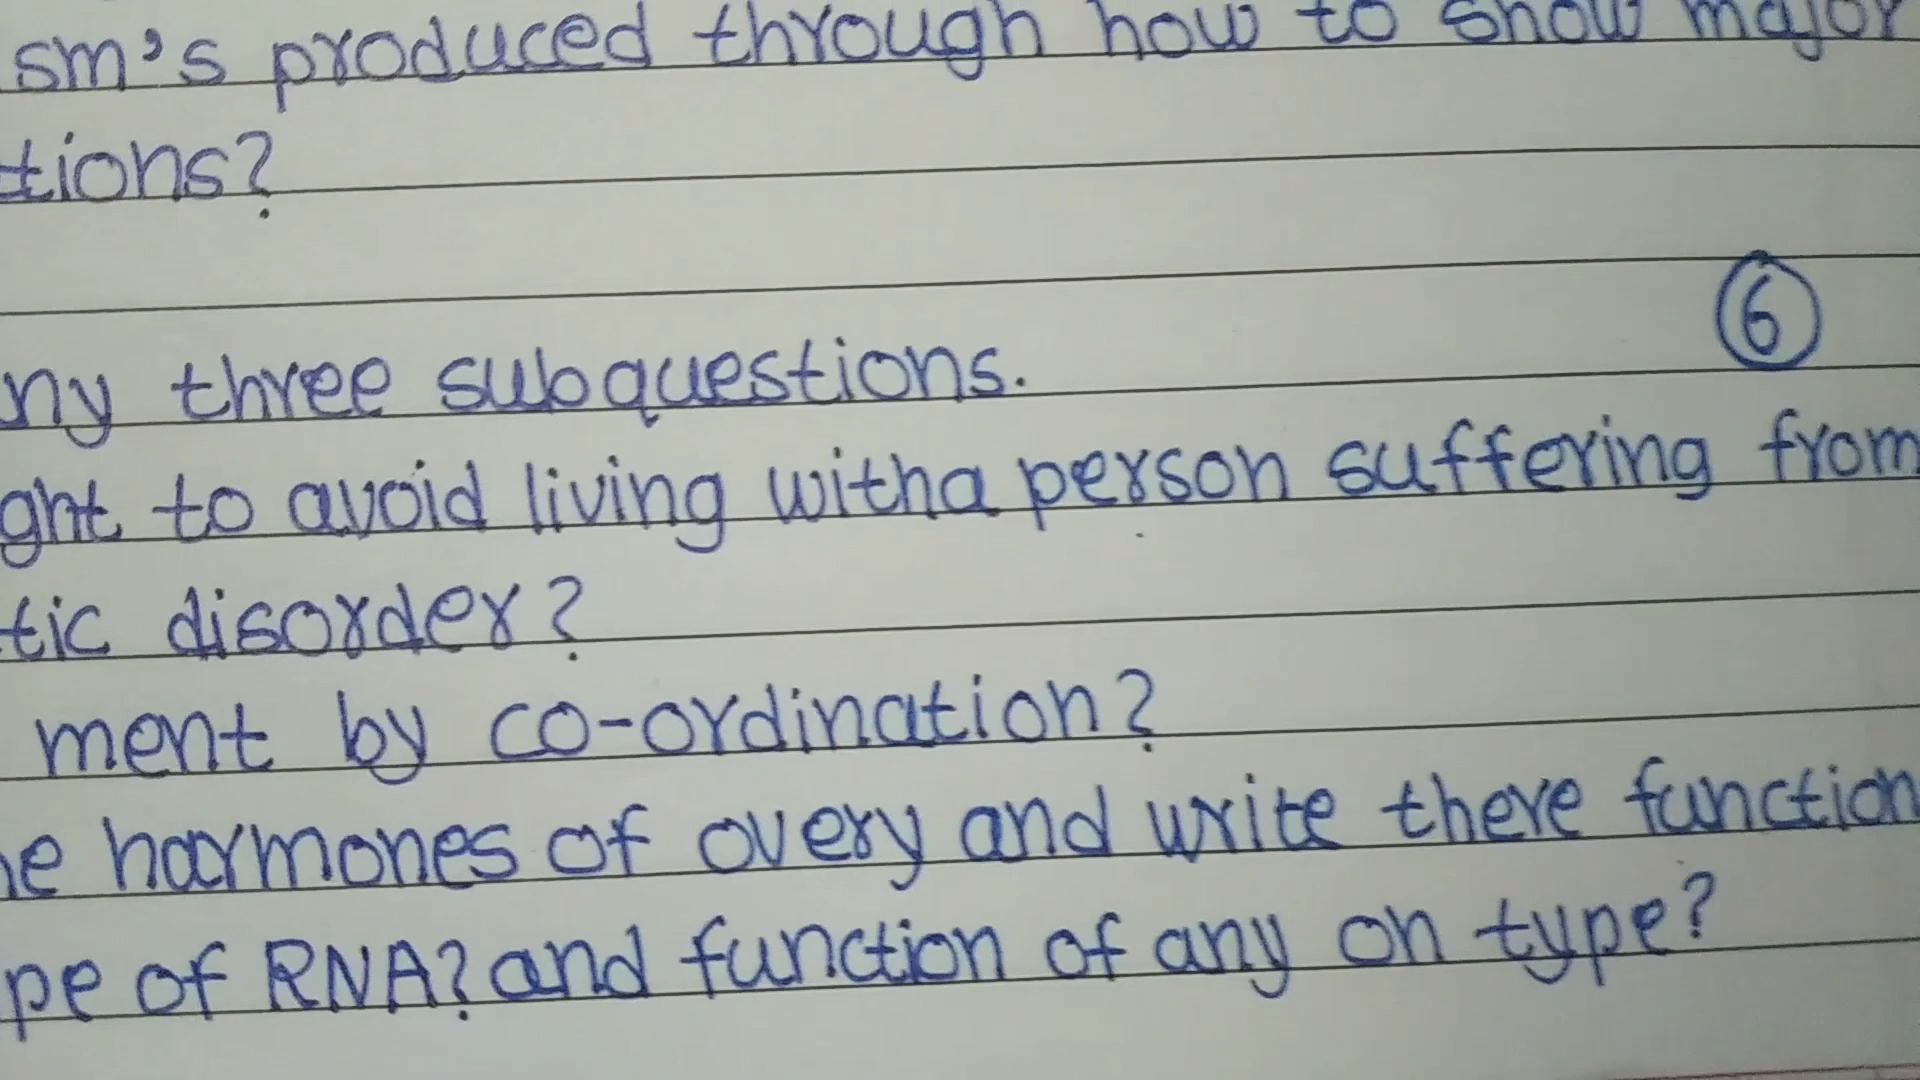 sm's produced through how to show major
tions?
6
ny three subquestions.
ght to avoid living witha person suffering from
tic disorder?
ment by co-ordination?
e harmones of overy and write there function
pe of RNA? and function of any on type?